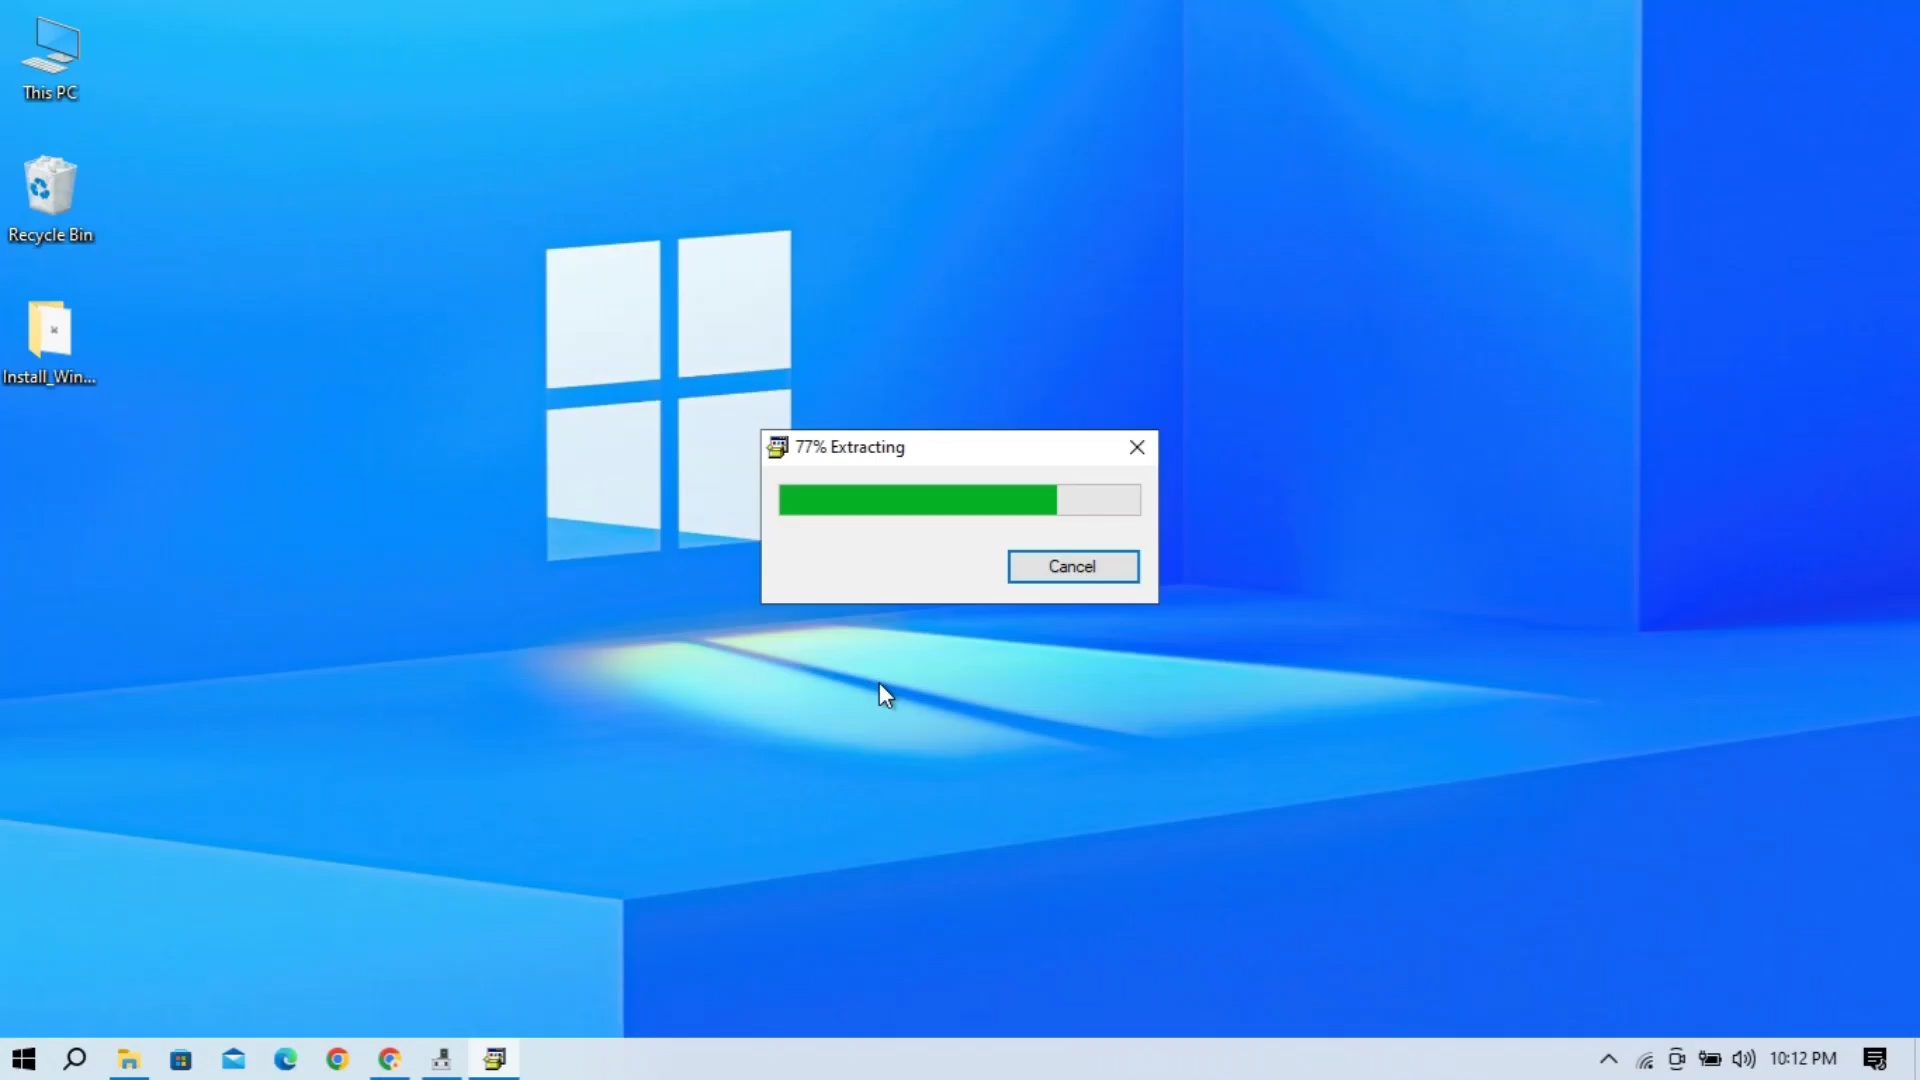 This PC
Recycle Bin
Install_Win...
77% Extracting
Cancel
10:12 PM